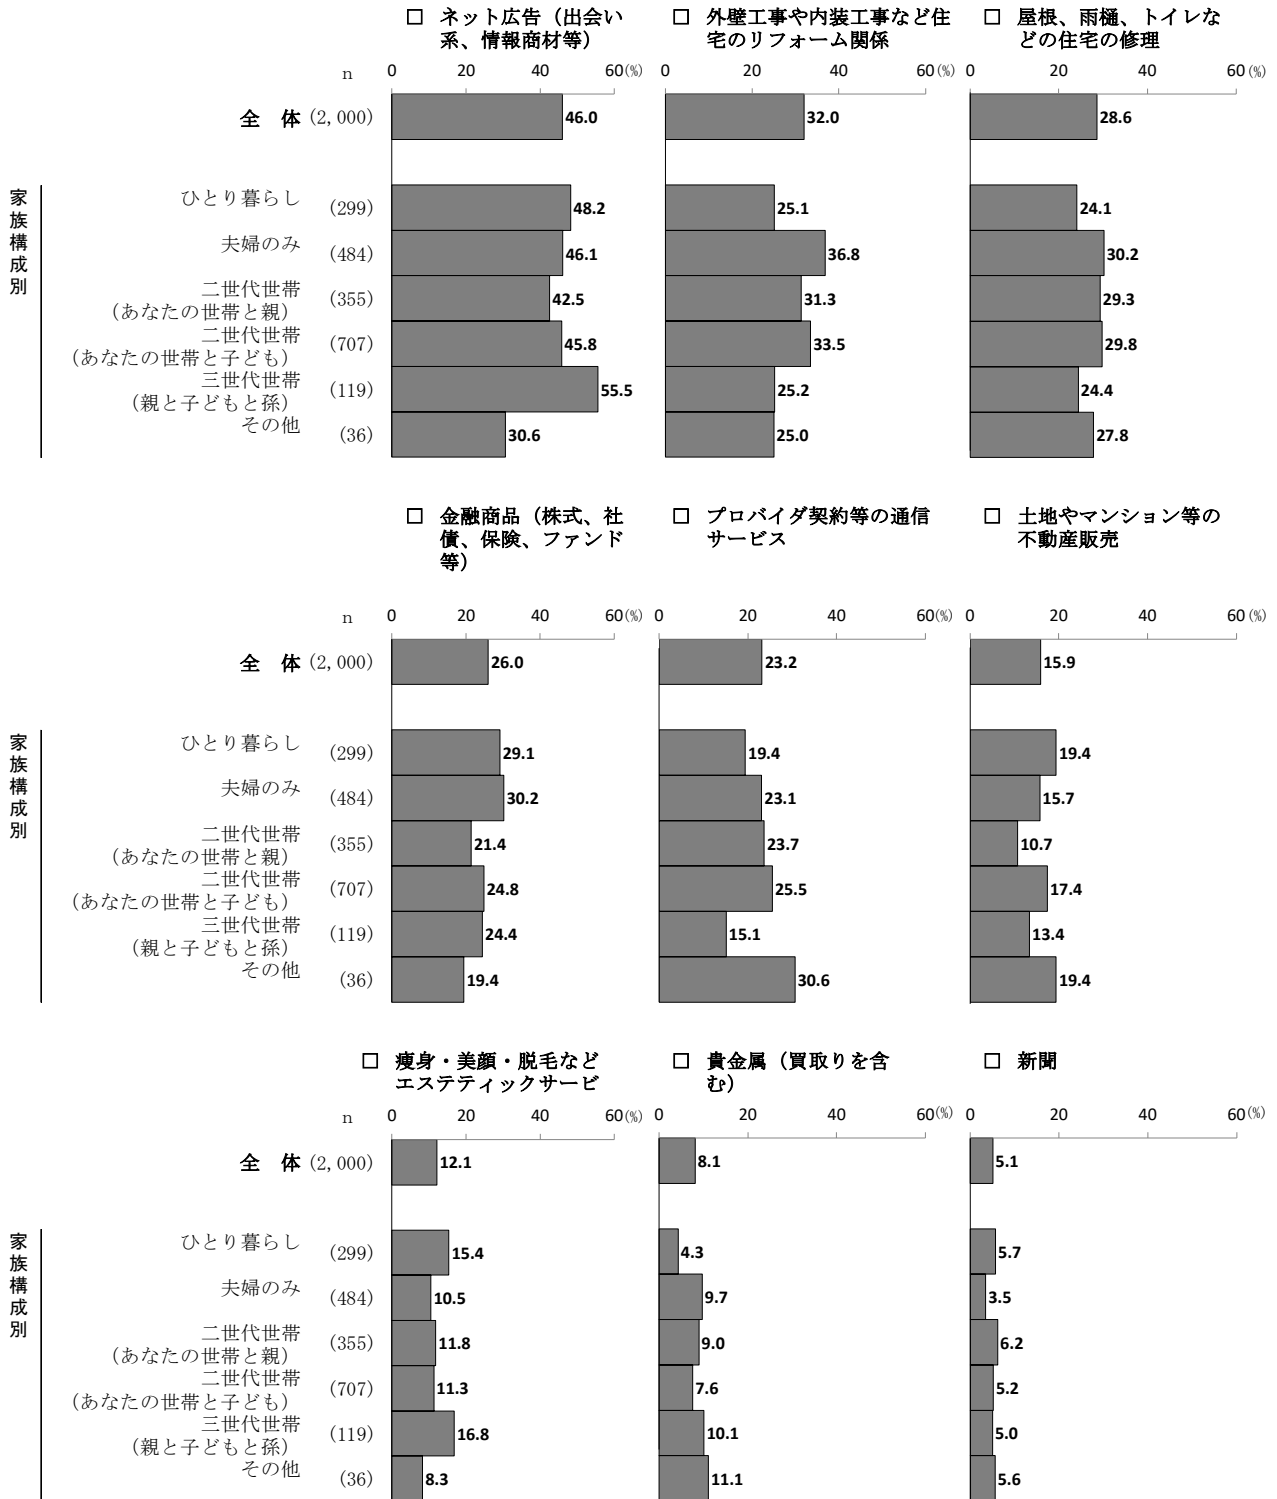 □ ネット広告（出会い
系、情報商材等）
□ 外壁工事や内装工事など住
宅のリフォーム関係
□ 屋根、雨樋、トイレな
どの住宅の修理
n 0 20 40 60(%) 0 20 40 60(%) 0 20 40 60(%)
全　体 (2,000) 46.0 32.0 28.6
家族構成別
ひとり暮らし (299) 48.2 25.1 24.1
夫婦のみ (484) 46.1 36.8 30.2
二世代世帯
(あなたの世帯と親) (355) 42.5 31.3 29.3
二世代世帯
(あなたの世帯と子ども) (707) 45.8 33.5 29.8
三世代世帯
(親と子どもと孫) (119) 55.5 25.2 24.4
その他 (36) 30.6 25.0 27.8
□ 金融商品（株式、社
債、保険、ファンド
等）
□ プロバイダ契約等の通信
サービス
□ 土地やマンション等の
不動産販売
n 0 20 40 60(%) 0 20 40 60(%) 0 20 40 60(%)
全　体 (2,000) 26.0 23.2 15.9
家族構成別
ひとり暮らし (299) 29.1 19.4 19.4
夫婦のみ (484) 30.2 23.1 15.7
二世代世帯
(あなたの世帯と親) (355) 21.4 23.7 10.7
二世代世帯
(あなたの世帯と子ども) (707) 24.8 25.5 17.4
三世代世帯
(親と子どもと孫) (119) 24.4 15.1 13.4
その他 (36) 19.4 30.6 19.4
□ 痩身・美顔・脱毛など
エステティックサービ
□ 貴金属（買取りを含
む）
□ 新聞
n 0 20 40 60(%) 0 20 40 60(%) 0 20 40 60(%)
全　体 (2,000) 12.1 8.1 5.1
家族構成別
ひとり暮らし (299) 15.4 4.3 5.7
夫婦のみ (484) 10.5 9.7 3.5
二世代世帯
(あなたの世帯と親) (355) 11.8 9.0 6.2
二世代世帯
(あなたの世帯と子ども) (707) 11.3 7.6 5.2
三世代世帯
(親と子どもと孫) (119) 16.8 10.1 5.0
その他 (36) 8.3 11.1 5.6